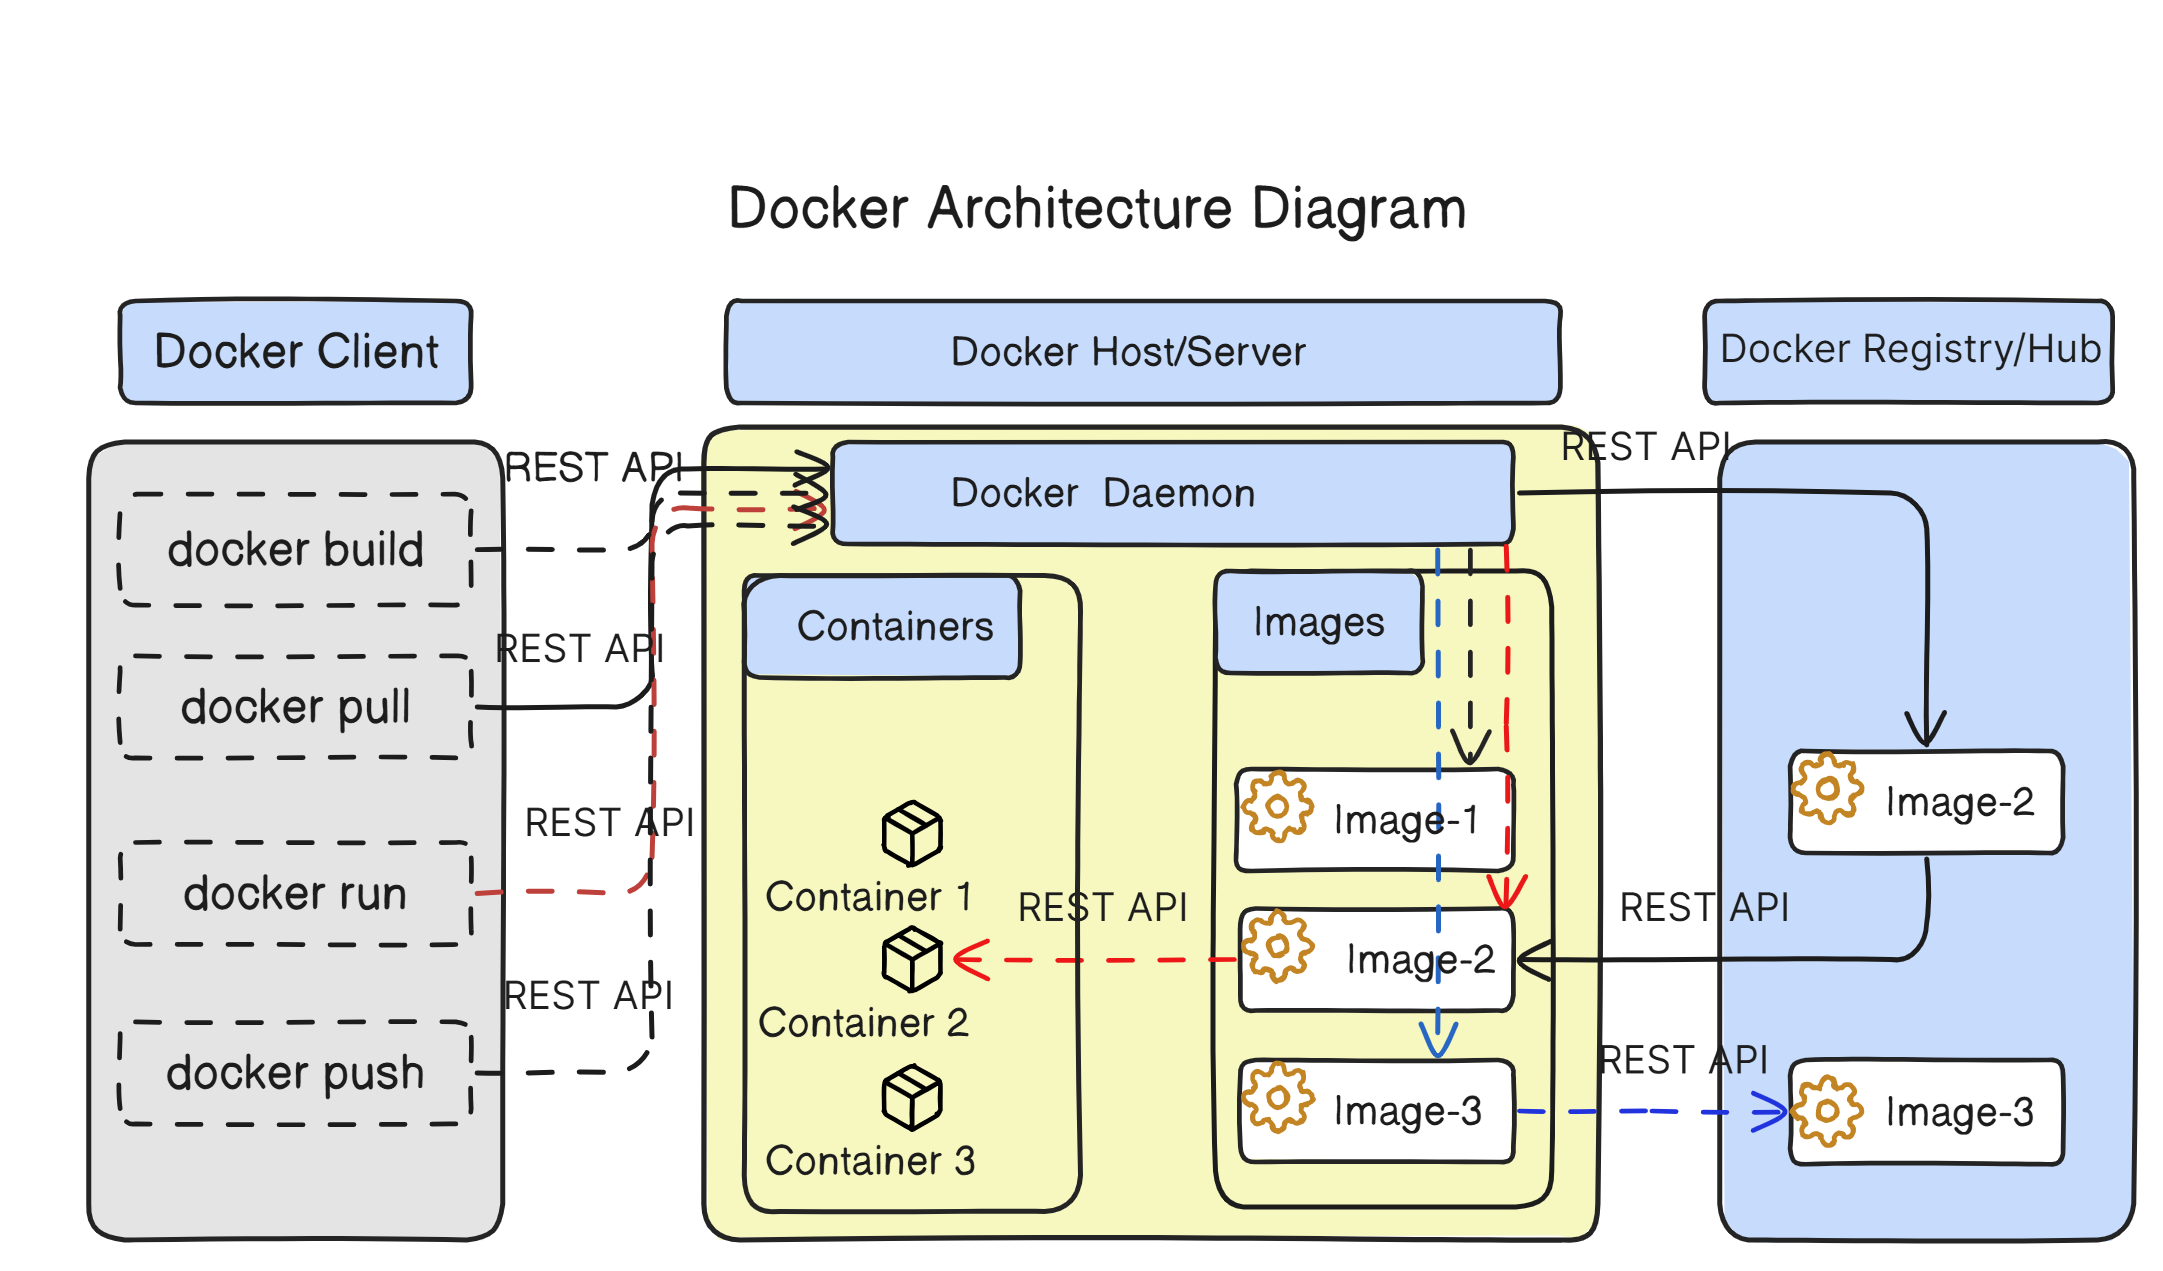 Docker Architecture Diagram
Docker Client
Docker Host/Server
Docker Registry/Hub
REST API
docker build
REST API
docker pull
REST API
docker run
REST API
docker push
Docker Daemon
Containers
Container 1
Container 2
Container 3
REST API
Images
Image-1
Image-2
Image-3
REST API
Image-2
REST API
REST API
Image-3